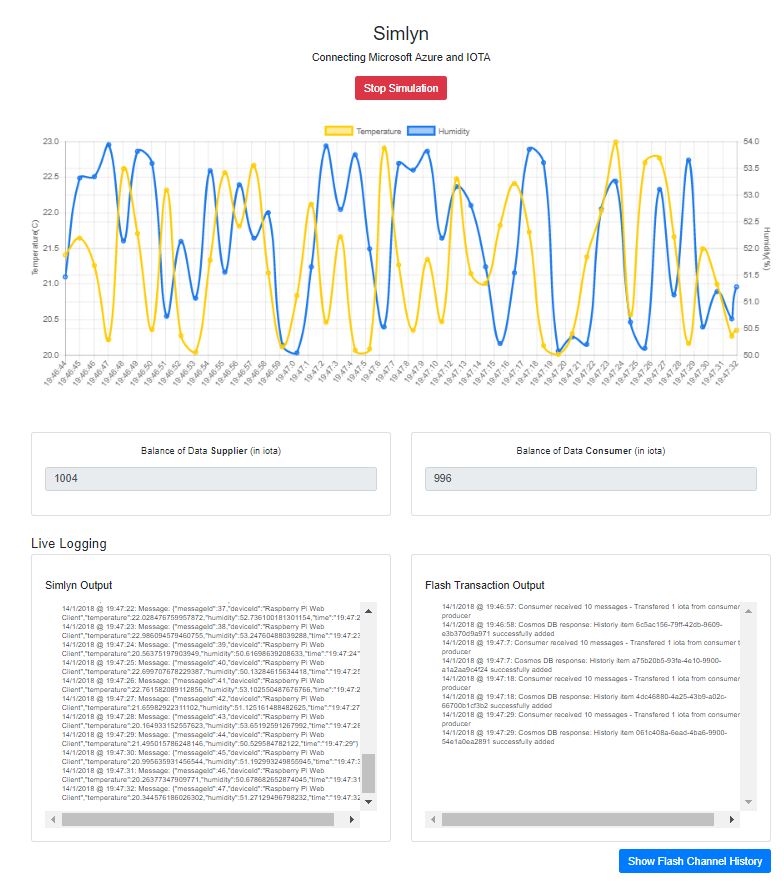 Simlyn
Connecting Microsoft Azure and IOTA
Stop Simulation
Temperature Humidity
23.0
22.5
22.0
21.5
21.0
20.5
20.0
Temperature(C)
54.0
53.5
53.0
52.5
52.0
51.5
51.0
50.5
50.0
Humidity(%)
19:46:44 19:46:45 19:46:46 19:46:47 19:46:48 19:46:49 19:46:50 19:46:51 19:46:52 19:46:53 19:46:54 19:46:55 19:46:56 19:46:57 19:46:58 19:46:59 19:47:0 19:47:1 19:47:2 19:47:3 19:47:4 19:47:5 19:47:6 19:47:7 19:47:8 19:47:9 19:47:10 19:47:12 19:47:13 19:47:14 19:47:15 19:47:16 19:47:17 19:47:18 19:47:19 19:47:20 19:47:22 19:47:23 19:47:24 19:47:25 19:47:26 19:47:27 19:47:28 19:47:29 19:47:30 19:47:31 19:47:32
Balance of Data Supplier (in iota)
1004
Balance of Data Consumer (in iota)
996
Live Logging
Simlyn Output
14/1/2018 @ 19:47:22: Message: {"messageId":37,"deviceId":"Raspberry Pi Web
Client","temperature":22.028476759957872,"humidity":52.736100181301154,"time":"19:47:2
14/1/2018 @ 19:47:23: Message: {"messageId":38,"deviceId":"Raspberry Pi Web
Client","temperature":22.986094579460755,"humidity":53.24760488039288,"time":"19:47:23
14/1/2018 @ 19:47:24: Message: {"messageId":39,"deviceId":"Raspberry Pi Web
Client","temperature":20.56375197903949,"humidity":50.61698639208633,"time":"19:47:24"
14/1/2018 @ 19:47:25: Message: {"messageId":40,"deviceId":"Raspberry Pi Web
Client","temperature":22.699707678229387,"humidity":50.13284615634418,"time":"19:47:25
14/1/2018 @ 19:47:26: Message: {"messageId":41,"deviceId":"Raspberry Pi Web
Client","temperature":22.761582089112856,"humidity":53.102550487676766,"time":"19:47:2
14/1/2018 @ 19:47:27: Message: {"messageId":42,"deviceId":"Raspberry Pi Web
Client","temperature":21.65982922311102,"humidity":51.125161488482625,"time":"19:47:27
14/1/2018 @ 19:47:28: Message: {"messageId":43,"deviceId":"Raspberry Pi Web
Client","temperature":20.164933152557623,"humidity":53.65192591267992,"time":"19:47:28
14/1/2018 @ 19:47:29: Message: {"messageId":44,"deviceId":"Raspberry Pi Web
Client","temperature":21.495015786248146,"humidity":50.529584782122,"time":"19:47:29"}
14/1/2018 @ 19:47:30: Message: {"messageId":45,"deviceId":"Raspberry Pi Web
Client","temperature":20.995635931456544,"humidity":51.192993249855945,"time":"19:47:3
14/1/2018 @ 19:47:31: Message: {"messageId":46,"deviceId":"Raspberry Pi Web
Client","temperature":20.26377347909771,"humidity":50.678682652874045,"time":"19:47:31
14/1/2018 @ 19:47:32: Message: {"messageId":47,"deviceId":"Raspberry Pi Web
Client","temperature":20.344576186026302,"humidity":51.27129496798232,"time":"19:47:32
Flash Transaction Output
14/1/2018 @ 19:46:57: Consumer received 10 messages - Transfered 1 iota from consumer
producer
14/1/2018 @ 19:46:58: Cosmos DB response: Historiy item 6c5ac156-79ff-42db-9609-
e3b370d9a971 successfully added
14/1/2018 @ 19:47:7: Consumer received 10 messages - Transfered 1 iota from consumer t
producer
14/1/2018 @ 19:47:7: Cosmos DB response: Historiy item a75b20b5-93fe-4e10-9900-
a1a2aa9c4f24 successfully added
14/1/2018 @ 19:47:18: Consumer received 10 messages - Transfered 1 iota from consumer
producer
14/1/2018 @ 19:47:18: Cosmos DB response: Historiy item 4dc46880-4a25-43b9-a02c-
66700b1cf3b2 successfully added
14/1/2018 @ 19:47:29: Consumer received 10 messages - Transfered 1 iota from consumer
producer
14/1/2018 @ 19:47:29: Cosmos DB response: Historiy item 061c408a-6ead-4ba6-9900-
54e1a0ea2891 successfully added
Show Flash Channel History